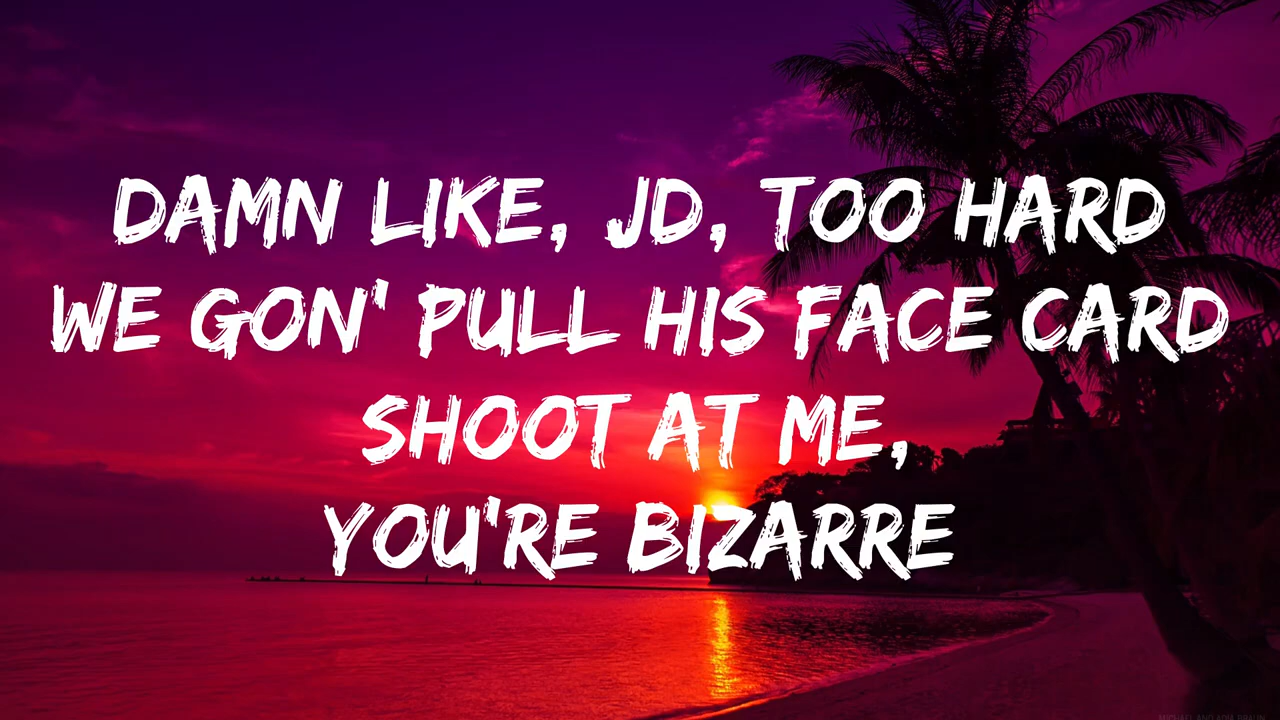 DAMN LIKE, JD, TOO HARD
WE GON' PULL HIS FACE CARD
SHOOT AT ME,
YOU'RE BIZARRE